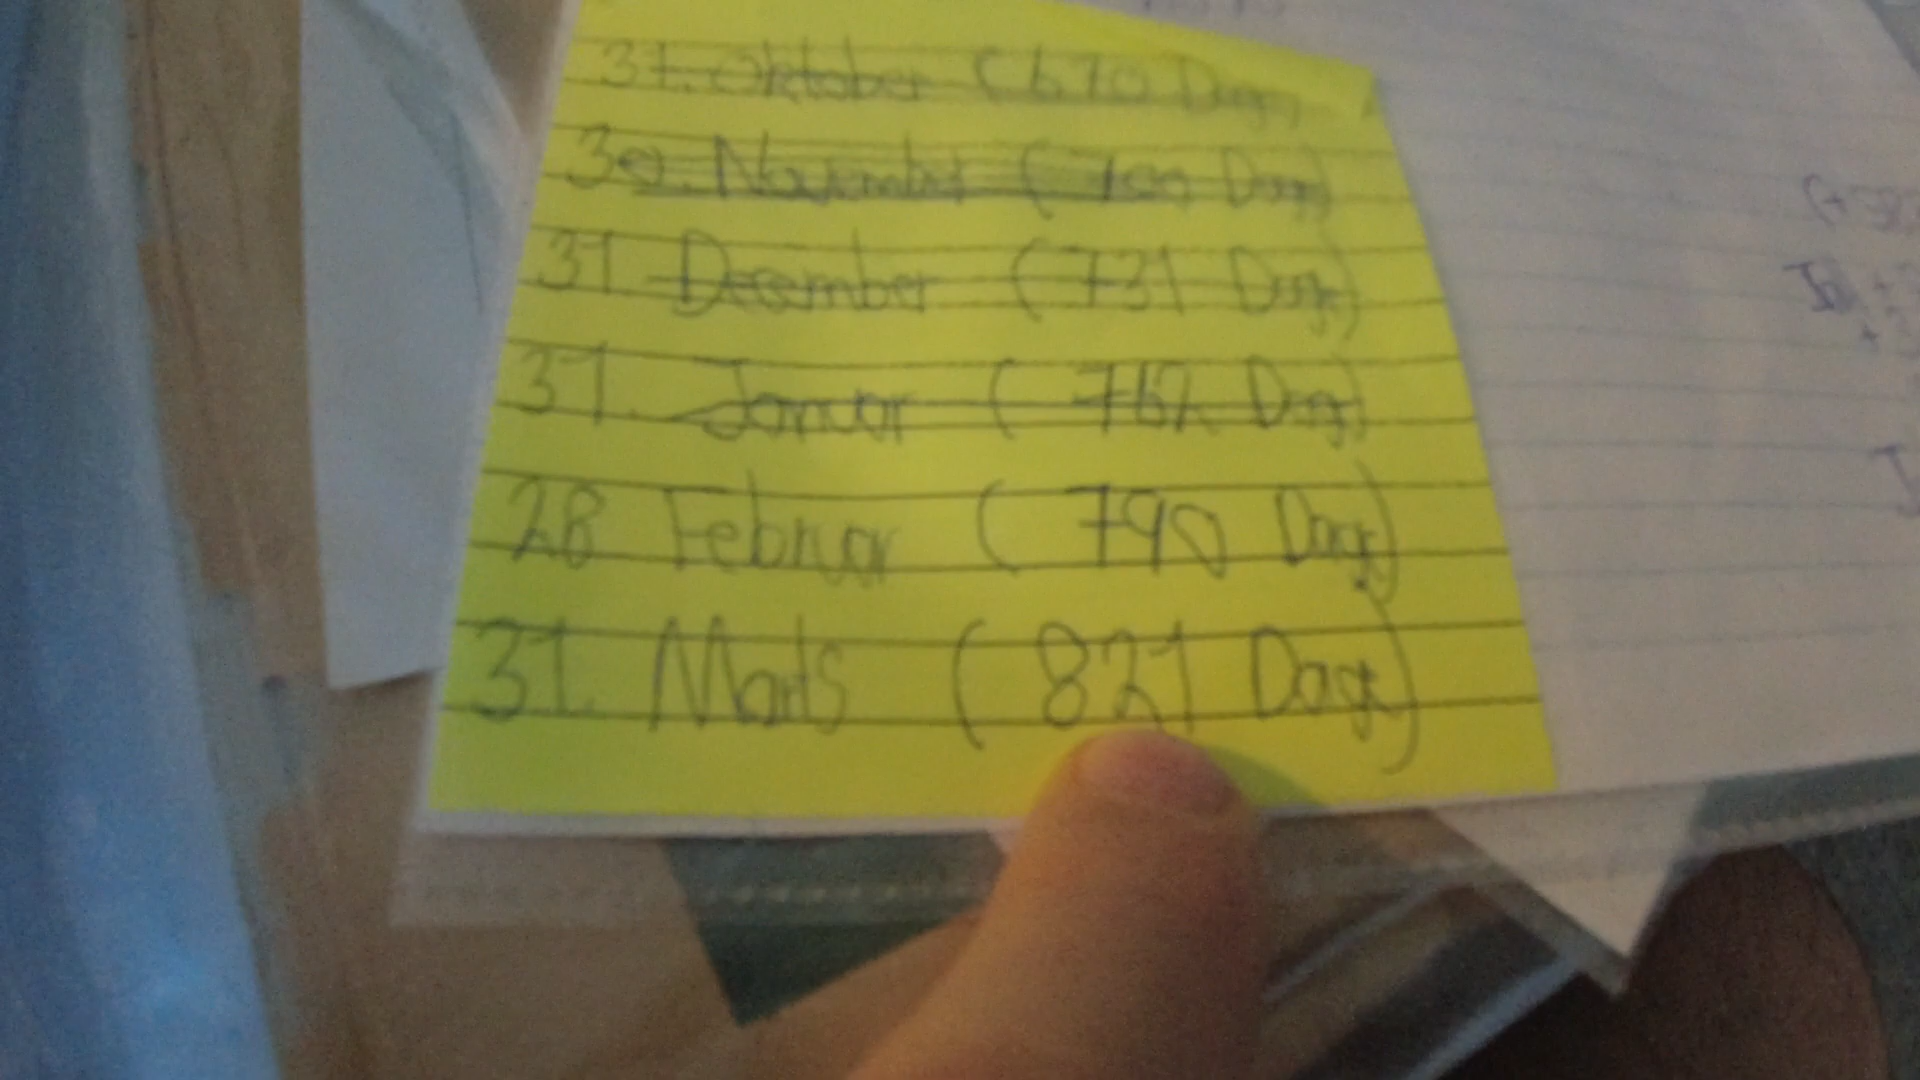 31. Oktober (670 Dage)
30. November (700 Dage)
31 December (731 Dage)
31. Januar (762 Dage)
28 Februar (790 Dage)
31. Marts (821 Dage)